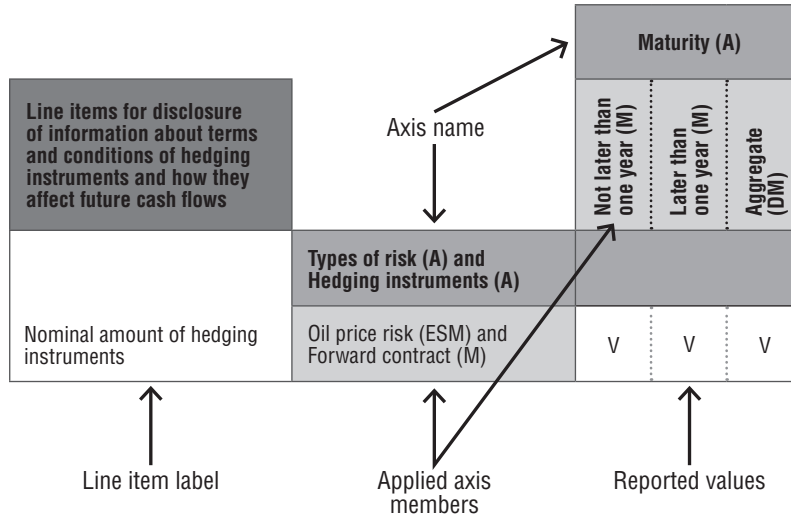 Maturity (A)
Line items for disclosure
of information about terms
and conditions of hedging
instruments and how they
affect future cash flows
Axis name
Not later than
one year (M)
Later than
one year (M)
Aggregate
(DM)
Types of risk (A) and
Hedging instruments (A)
Nominal amount of hedging
instruments
Oil price risk (ESM) and
Forward contract (M)
V V V
Line item label
Applied axis
members
Reported values